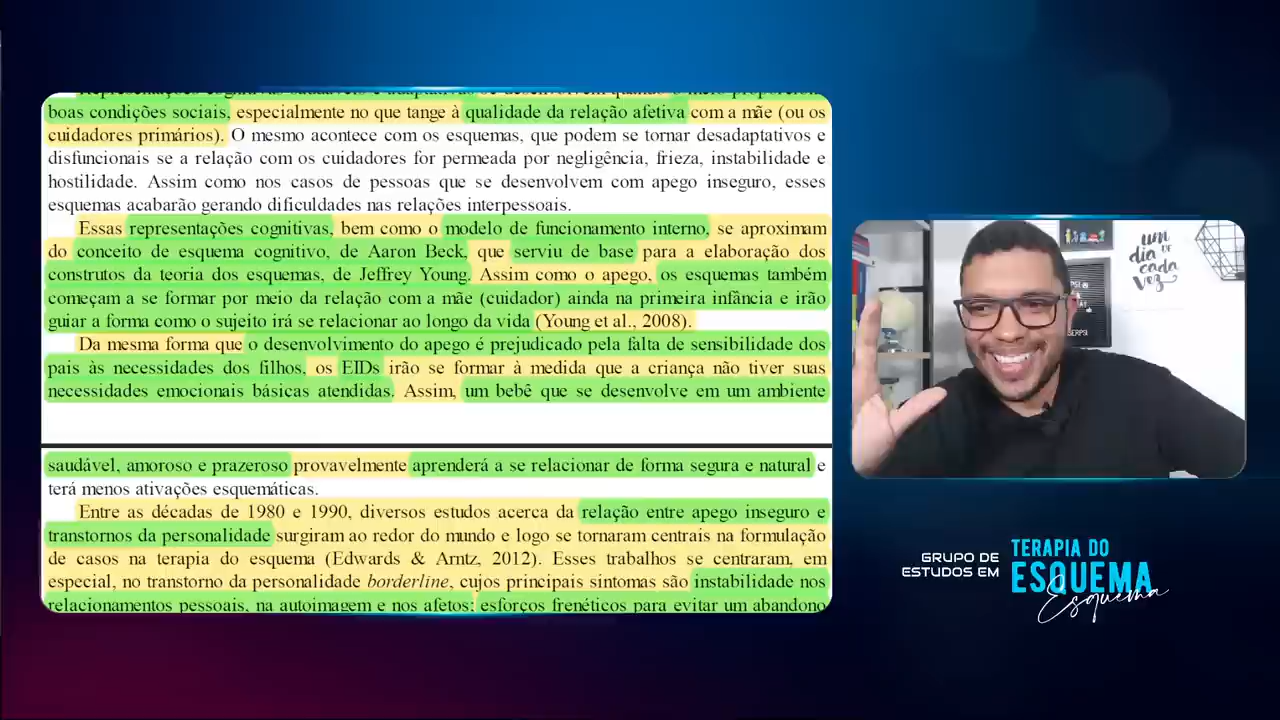 boas condições sociais, especialmente no que tange à qualidade da relação afetiva com a mãe (ou os
cuidadores primários). O mesmo acontece com os esquemas, que podem se tornar desadaptativos e
disfuncionais se a relação com os cuidadores for permeada por negligência, frieza, instabilidade e
hostilidade. Assim como nos casos de pessoas que se desenvolvem com apego inseguro, esses
esquemas acabarão gerando dificuldades nas relações interpessoais.
Essas representações cognitivas, bem como o modelo de funcionamento interno, se aproximam
do conceito de esquema cognitivo, de Aaron Beck, que serviu de base para a elaboração dos
construtos da teoria dos esquemas, de Jeffrey Young. Assim como o apego, os esquemas também
começam a se formar por meio da relação com a mãe (cuidador) ainda na primeira infância e irão
guiar a forma como o sujeito irá se relacionar ao longo da vida (Young et al., 2008).
Da mesma forma que o desenvolvimento do apego é prejudicado pela falta de sensibilidade dos
pais às necessidades dos filhos, os EIDs irão se formar à medida que a criança não tiver suas
necessidades emocionais básicas atendidas. Assim, um bebê que se desenvolve em um ambiente
saudável, amoroso e prazeroso provavelmente aprenderá a se relacionar de forma segura e natural e
terá menos ativações esquemáticas.
Entre as décadas de 1980 e 1990, diversos estudos acerca da relação entre apego inseguro e
transtornos da personalidade surgiram ao redor do mundo e logo se tornaram centrais na formulação
de casos na terapia do esquema (Edwards & Arntz, 2012). Esses trabalhos se centraram, em
especial, no transtorno da personalidade borderline, cujos principais sintomas são instabilidade nos
relacionamentos pessoais, na autoimagem e nos afetos; esforços frenéticos para evitar um abandono
um
dia DE
cada
vez
PSI
GRUPO DE
ESTUDOS EM
TERAPIA DO
ESQUEMA
Esquema